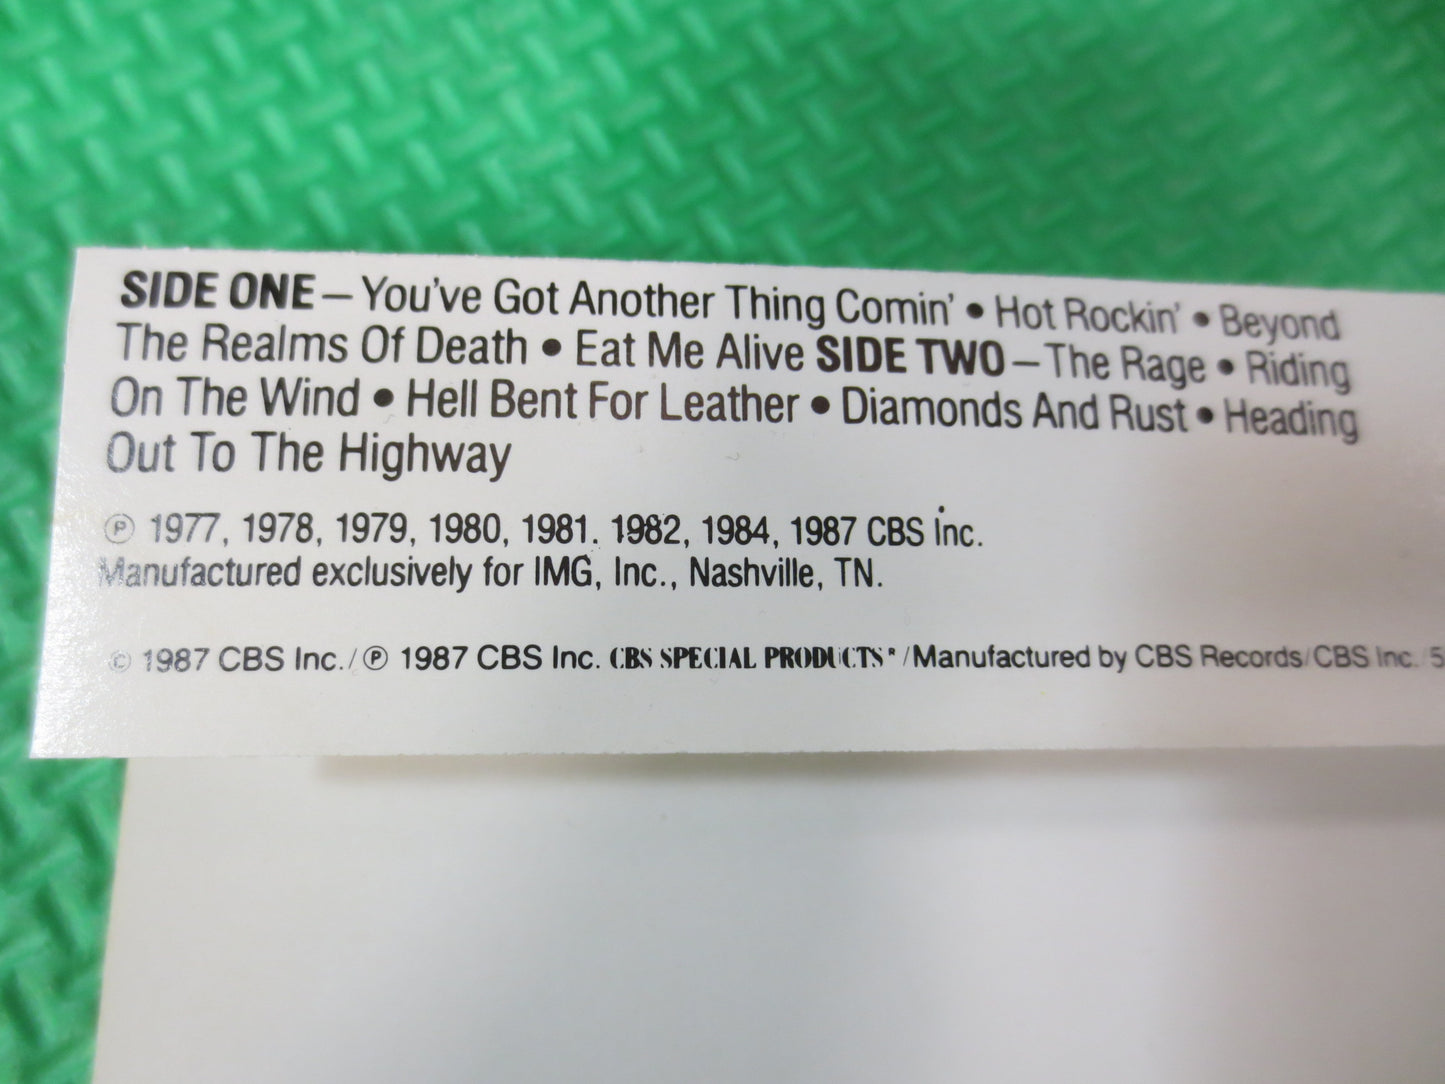 SIDE ONE – You've Got Another Thing Comin' • Hot Rockin' • Beyond
The Realms Of Death • Eat Me Alive SIDE TWO – The Rage • Riding
On The Wind • Hell Bent For Leather • Diamonds And Rust • Heading
Out To The Highway
℗ 1977, 1978, 1979, 1980, 1981. 1982, 1984, 1987 CBS Inc.
Manufactured exclusively for IMG, Inc., Nashville, TN.
© 1987 CBS Inc./℗ 1987 CBS Inc. CBS SPECIAL PRODUCTS® /Manufactured by CBS Records/CBS Inc./5